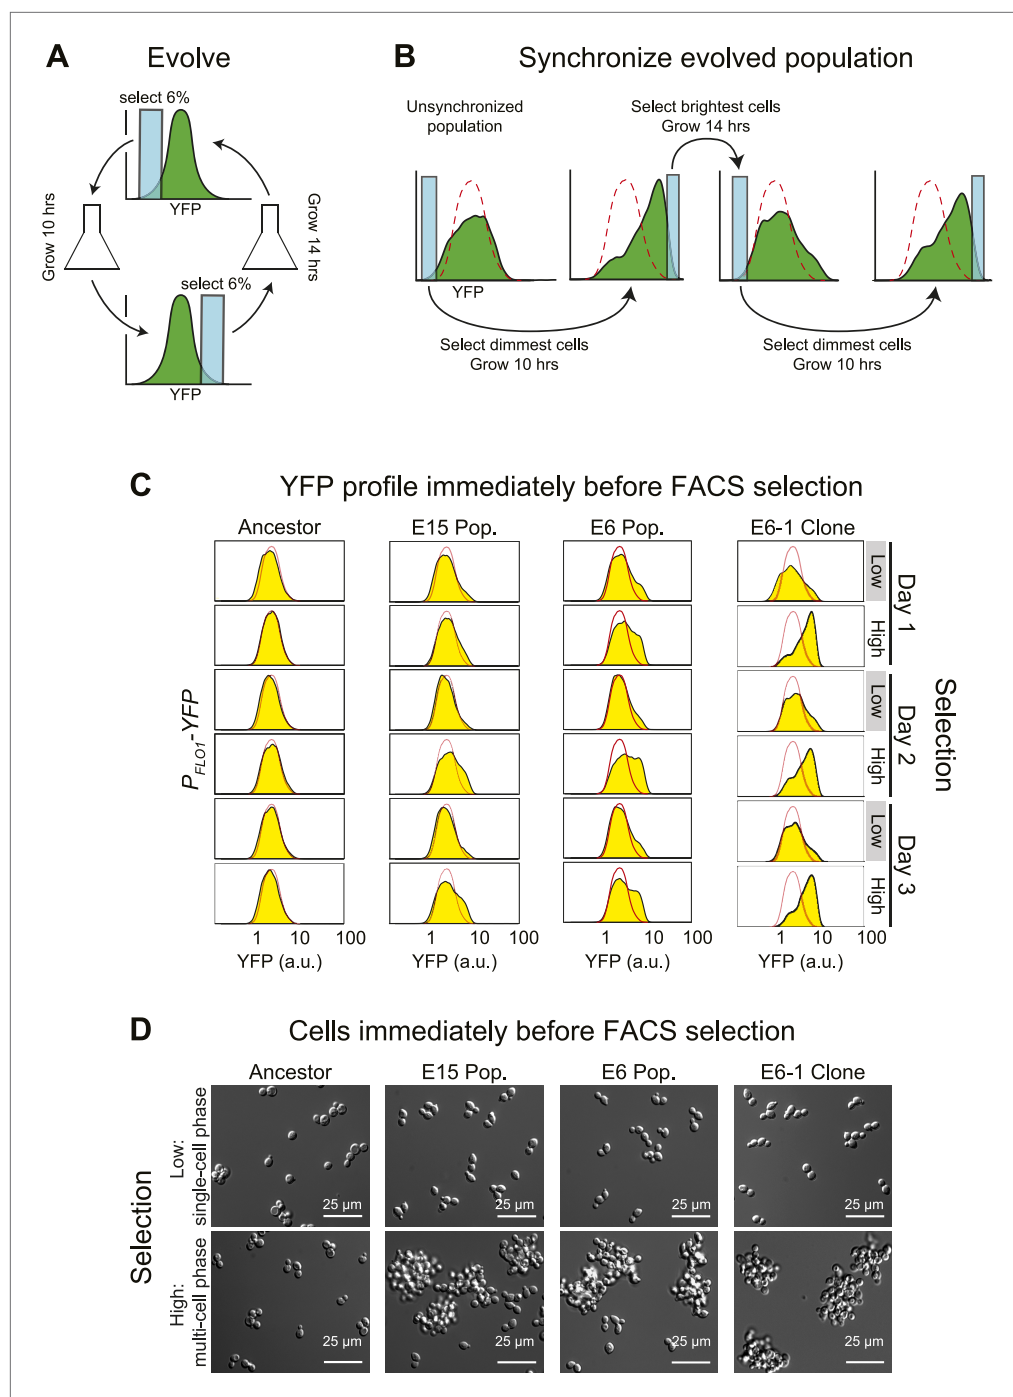 A
Evolve
select 6%
YFP
Grow 10 hrs
Grow 14 hrs
select 6%
YFP
B
Synchronize evolved population
Unsynchronized
population
Select brightest cells
Grow 14 hrs
YFP
Select dimmest cells
Grow 10 hrs
Select dimmest cells
Grow 10 hrs
C
YFP profile immediately before FACS selection
Ancestor
E15 Pop.
E6 Pop.
E6-1 Clone
P_FLO1-YFP
Low
High
Day 1
Low
High
Day 2
Low
High
Day 3
Selection
1 10 100
YFP (a.u.)
1 10 100
YFP (a.u.)
1 10 100
YFP (a.u.)
1 10 100
YFP (a.u.)
D
Cells immediately before FACS selection
Ancestor
E15 Pop.
E6 Pop.
E6-1 Clone
Selection
Low:
single-cell phase
25 µm
25 µm
25 µm
25 µm
High:
multi-cell phase
25 µm
25 µm
25 µm
25 µm